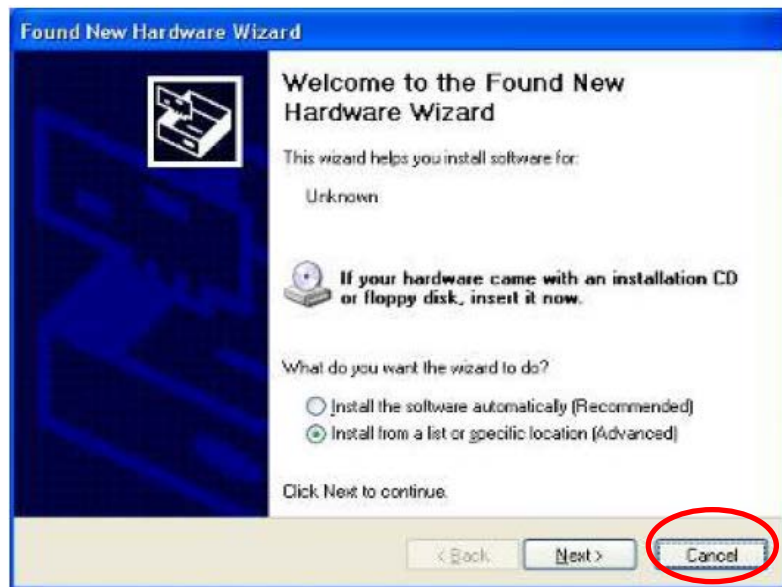 Found New Hardware Wizard
Welcome to the Found New
Hardware Wizard
This wizard helps you install software for:
Unknown
If your hardware came with an installation CD
or floppy disk, insert it now.
What do you want the wizard to do?
Install the software automatically (Recommended)
Install from a list or specific location (Advanced)
Click Next to continue.
< Back
Next >
Cancel